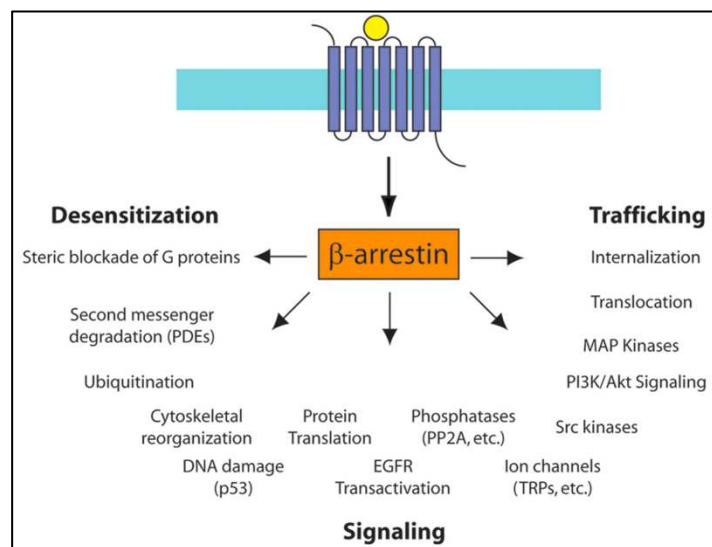 Desensitization
Trafficking
β-arrestin
Steric blockade of G proteins
Internalization
Second messenger
degradation (PDEs)
Translocation
MAP Kinases
Ubiquitination
PI3K/Akt Signaling
Cytoskeletal
reorganization
Protein
Translation
Phosphatases
(PP2A, etc.)
Src kinases
DNA damage
(p53)
EGFR
Transactivation
Ion channels
(TRPs, etc.)
Signaling